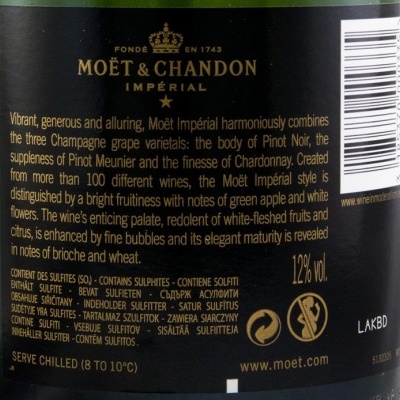 FONDÉ EN 1743
MOËT & CHANDON
IMPÉRIAL
Vibrant, generous and alluring, Moët Impérial harmoniously combines
the three Champagne grape varietals: the body of Pinot Noir, the
suppleness of Pinot Meunier and the finesse of Chardonnay. Created
from more than 100 different wines, the Moët Impérial style is
distinguished by a bright fruitiness with notes of green apple and white
flowers. The wine's enticing palate, redolent of white-fleshed fruits and
citrus, is enhanced by fine bubbles and its elegant maturity is revealed
in notes of brioche and wheat.
CONTIENT DES SULFITES (SO2) - CONTAINS SULPHITES - CONTIENE SOLFITI
ENTHÄLT SULFITE - BEVAT SULFIETEN - СЪДЪРЖА СУЛФИТИ
OBSAHUJE SIŘIČITANY - INDEHOLDER SULFITTER - SATUR SULFĪTUS
SUDĖTYJE YRA SULFITŲ - TARTALMAZ SZULFITOK - ZAWIERA SIARCZYNY
CONTINE SULFITI - VSEBUJE SULFITOV - SISÄLTÄÄ SULFIITTEJA
INNEHÅLLER SULFITER - CONTÉM SULFITOS.
12% vol.
SERVE CHILLED (8 TO 10°C)
www.moet.com
LAKBD